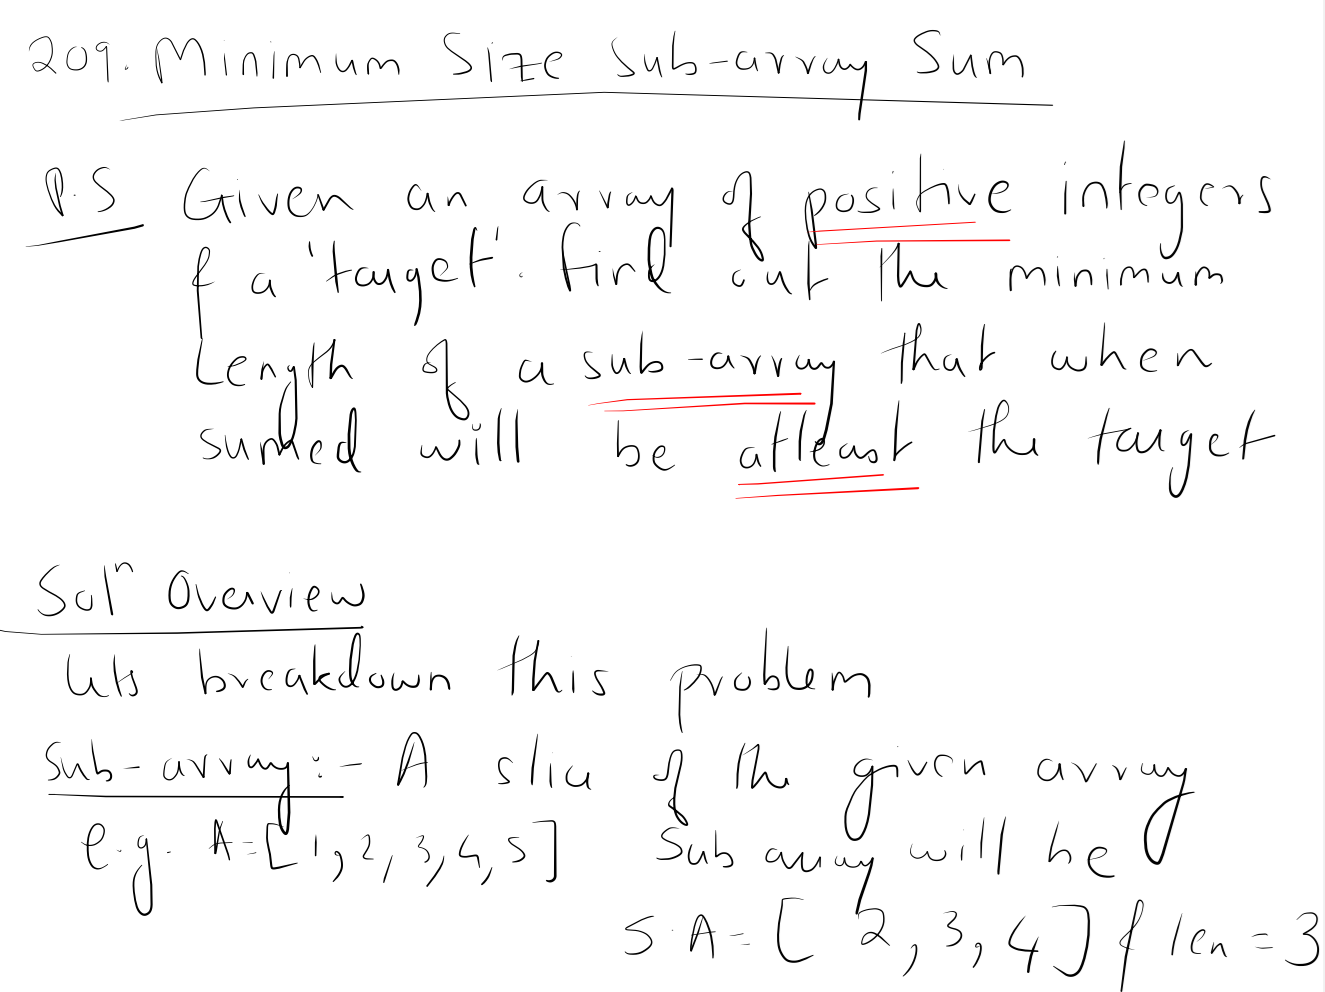 209. Minimum Size Sub-array Sum
P.S Given an array of positive integers
& a 'target'. find out the minimum
Length of a sub-array that when
sumed will be atleast the target
Solⁿ Overview
Lets breakdown this problem
Sub-array:- A slice of the given array
e.g. A=[1,2,3,4,5] Sub array will be
S.A=[2,3,4] & len=3